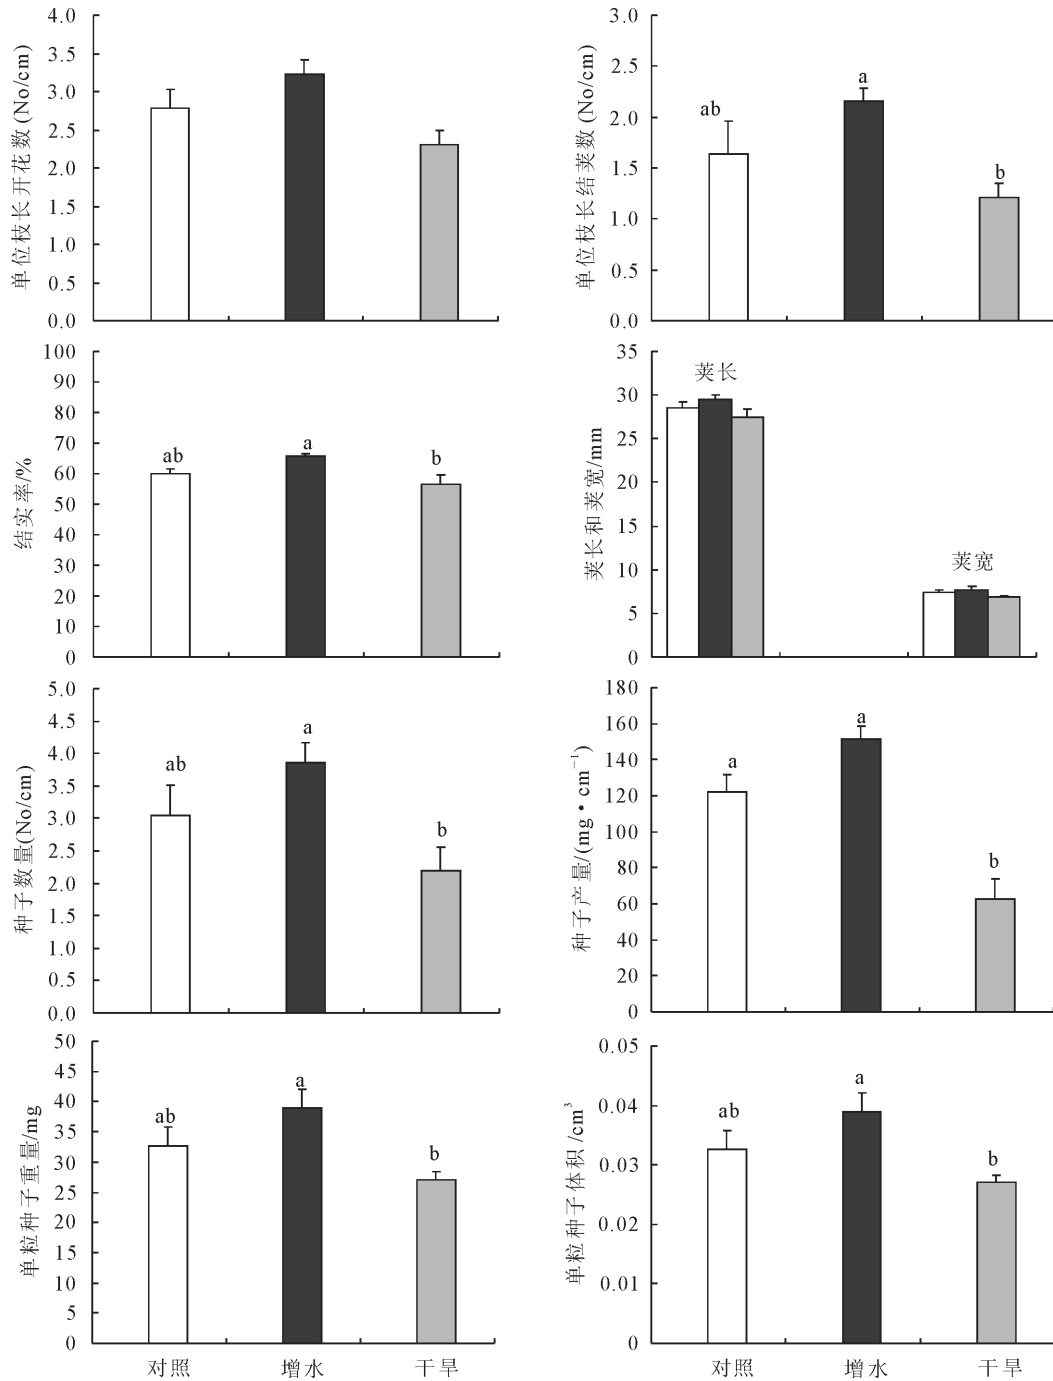 单位枝长开花数(No/cm)
4.0
3.5
3.0
2.5
2.0
1.5
1.0
0.5
0.0
单位枝长结荚数(No/cm)
3.0
2.5
2.0
1.5
1.0
0.5
0.0
ab
a
b
结实率/%
100
90
80
70
60
50
40
30
20
10
0
ab
a
b
荚长和荚宽/mm
35
30
25
20
15
10
5
0
荚长
荚宽
种子数量(No/cm)
5.0
4.5
4.0
3.5
3.0
2.5
2.0
1.5
1.0
0.5
0.0
ab
a
b
种子产量/(mg·cm⁻¹)
180
160
140
120
100
80
60
40
20
0
a
a
b
单粒种子重量/mg
50
45
40
35
30
25
20
15
10
5
0
ab
a
b
对照 增水 干旱
单粒种子体积/cm³
0.05
0.04
0.03
0.02
0.01
0
ab
a
b
对照 增水 干旱